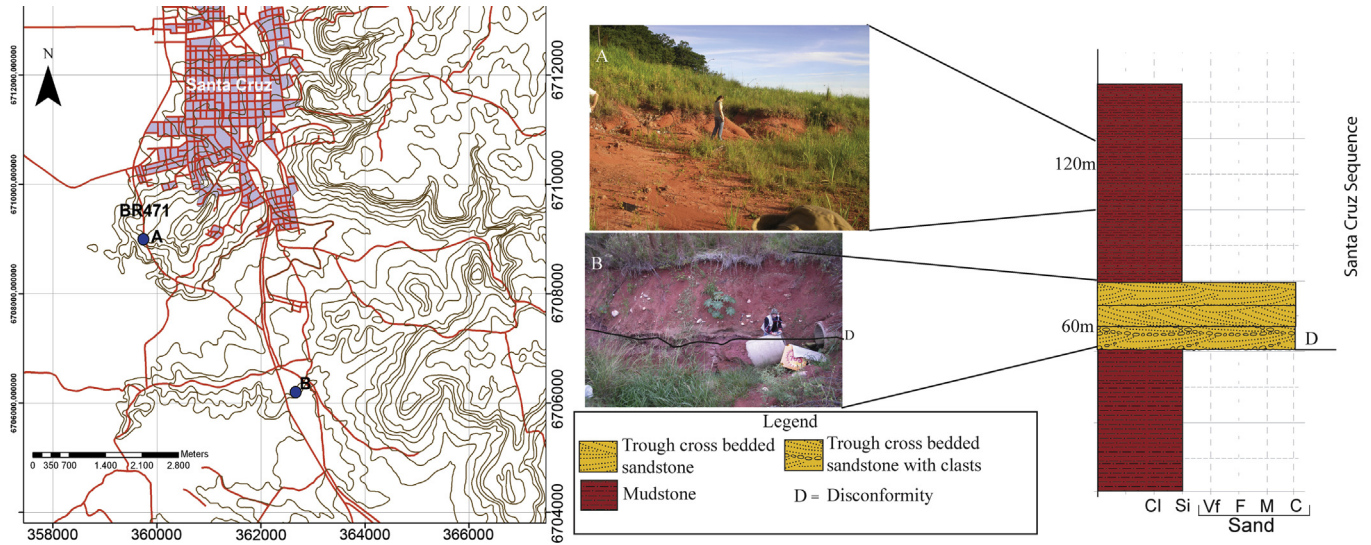 N
Santa Cruz
BR471
A
B
Meters
0 350 700 1.400 2.100 2.800
358000 360000 362000 364000 366000
6712000,000000
6710000,000000
6708000,000000
6706000,000000
6712000
6710000
6708000
6706000
6704000
A
B
D
Legend
Trough cross bedded
sandstone
Trough cross bedded
sandstone with clasts
Mudstone
D = Disconformity
120m
60m
D
Santa Cruz Sequence
Cl Si Vf F M C
Sand